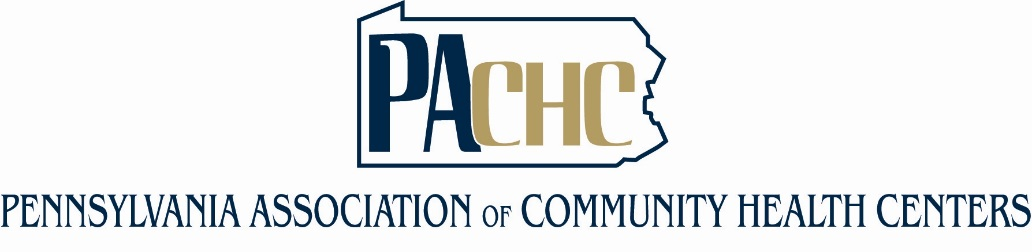 PACHC
PENNSYLVANIA ASSOCIATION OF COMMUNITY HEALTH CENTERS